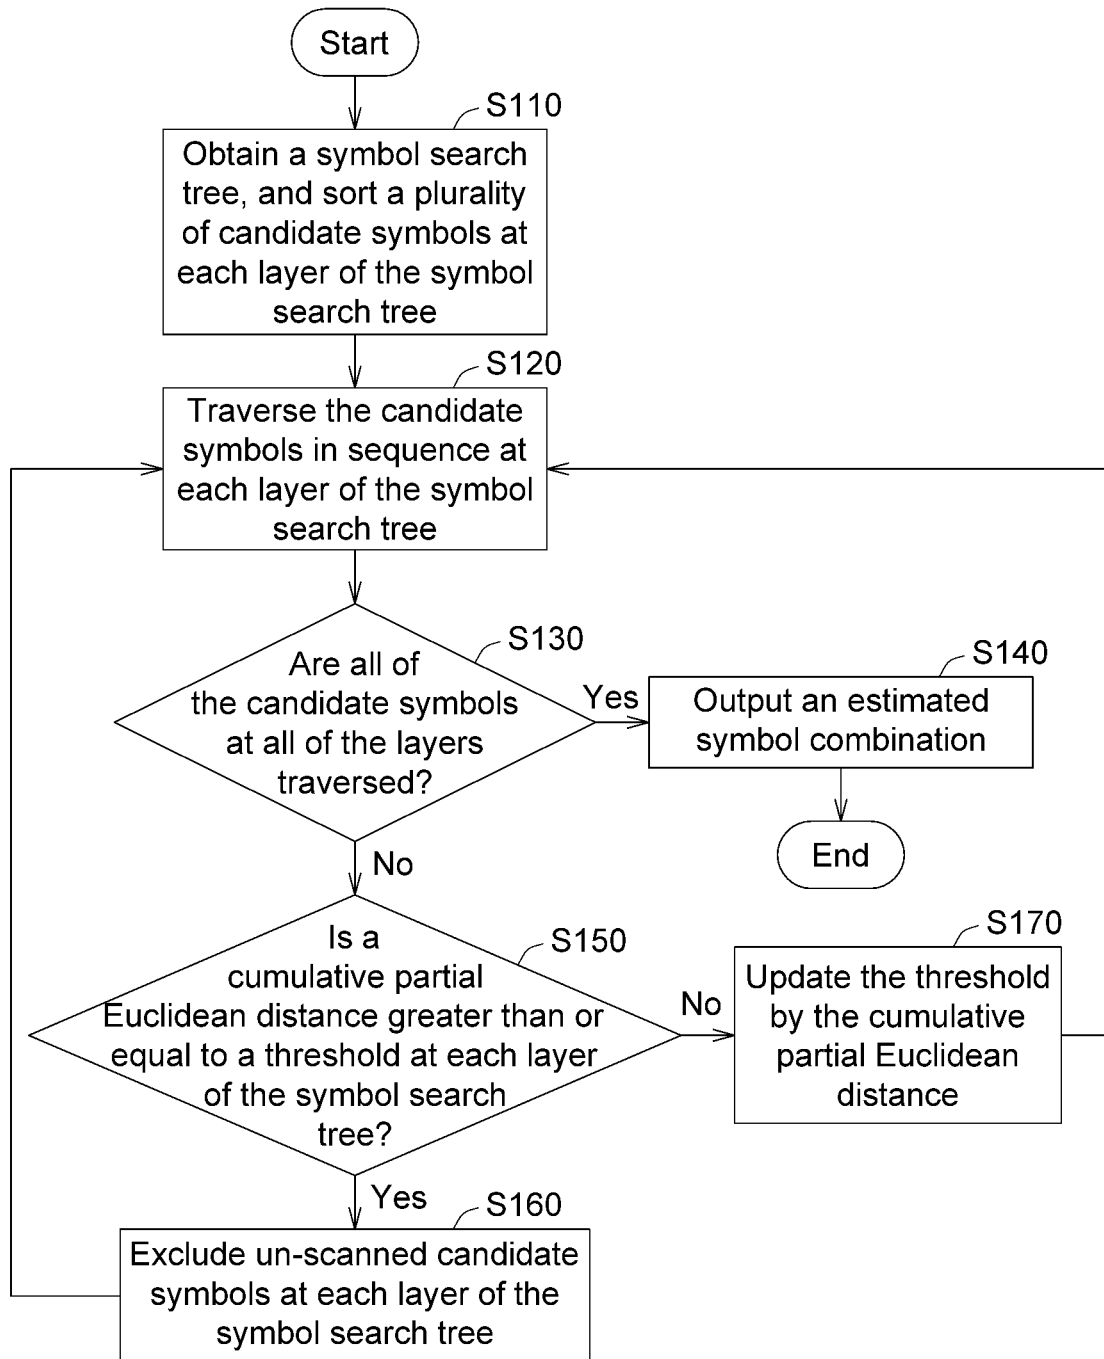 Start
S110
Obtain a symbol search
tree, and sort a plurality
of candidate symbols at
each layer of the symbol
search tree
S120
Traverse the candidate
symbols in sequence at
each layer of the symbol
search tree
S130
Are all of
the candidate symbols
at all of the layers
traversed?
Yes
S140
Output an estimated
symbol combination
End
No
S150
Is a
cumulative partial
Euclidean distance greater than or
equal to a threshold at each layer
of the symbol search
tree?
No
S170
Update the threshold
by the cumulative
partial Euclidean
distance
Yes
S160
Exclude un-scanned candidate
symbols at each layer of the
symbol search tree